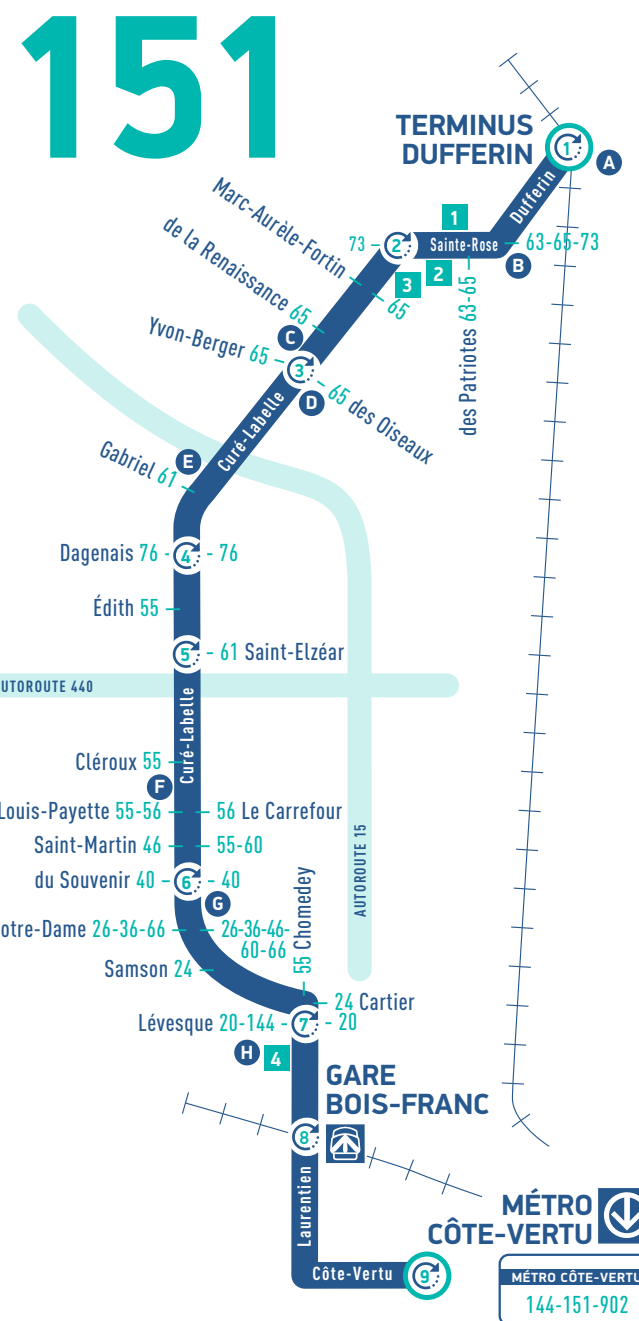 151
TERMINUS
DUFFERIN
1
A
Dufferin
Marc-Aurèle-Fortin
1
73
2
Sainte-Rose
63-65-73
B
de la Renaissance 65
3
2
65
des Patriotes 63-65
C
Yvon-Berger 65
3
D
65 des Oiseaux
Curé-Labelle
E
Gabriel 61
Dagenais 76
4
76
Édith 55
5
61 Saint-Elzéar
UTOROUTE 440
Curé-Labelle
Cléroux 55
F
Louis-Payette 55-56
56 Le Carrefour
Saint-Martin 46
55-60
AUTOROUTE 15
du Souvenir 40
6
40
G
otre-Dame 26-36-66
26-36-46-
60-66
55 Chomedey
Samson 24
24 Cartier
Lévesque 20-144
7
20
H
4
GARE
BOIS-FRANC
8
Laurentien
MÉTRO
CÔTE-VERTU
Côte-Vertu
9
MÉTRO CÔTE-VERTU
144-151-902